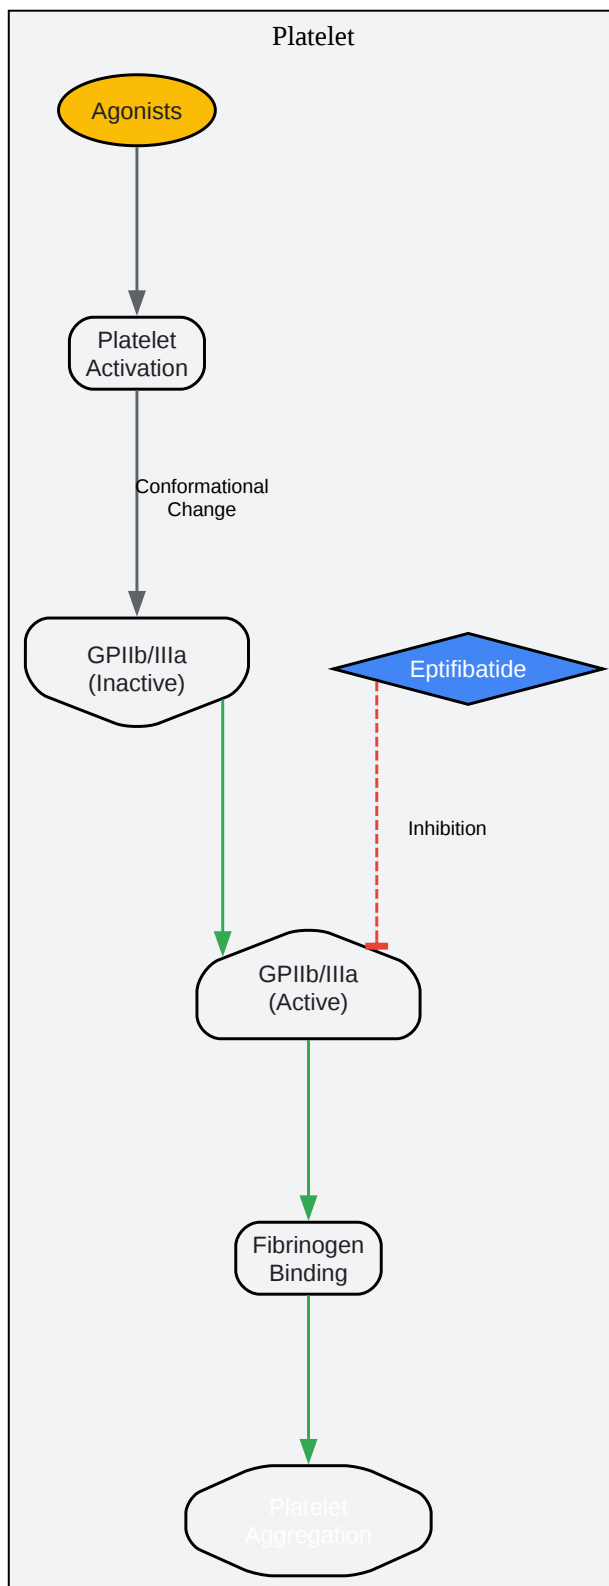 Platelet
Agonists
Platelet
Activation
Conformational
Change
GPIIb/IIIa
(Inactive)
Eptifibatide
Inhibition
GPIIb/IIIa
(Active)
Fibrinogen
Binding
Platelet
Aggregation